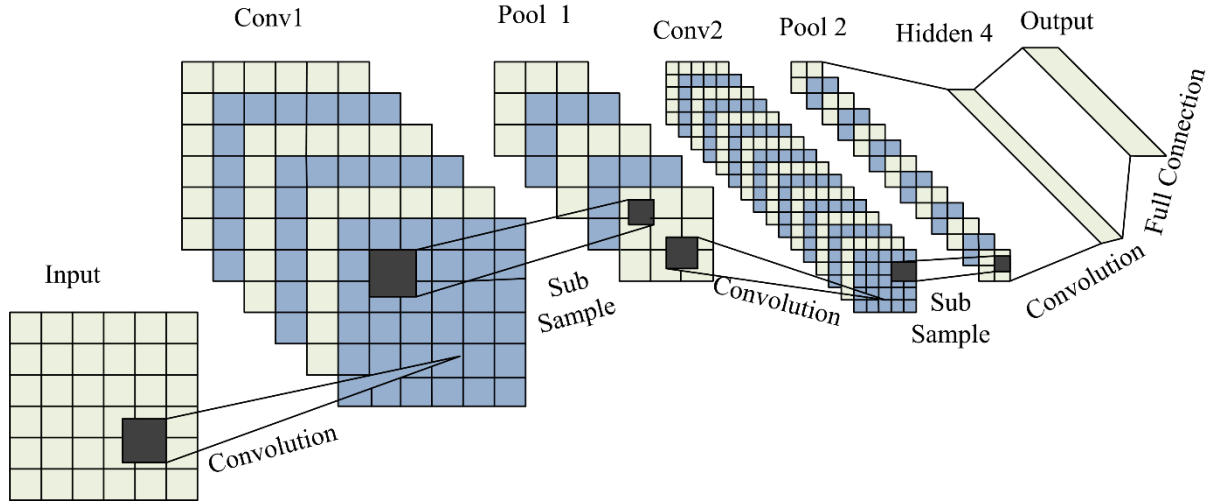 Conv1
Pool 1
Conv2
Pool 2
Hidden 4
Output
Input
Convolution
Sub
Sample
Convolution
Sub
Sample
Convolution
Full Connection